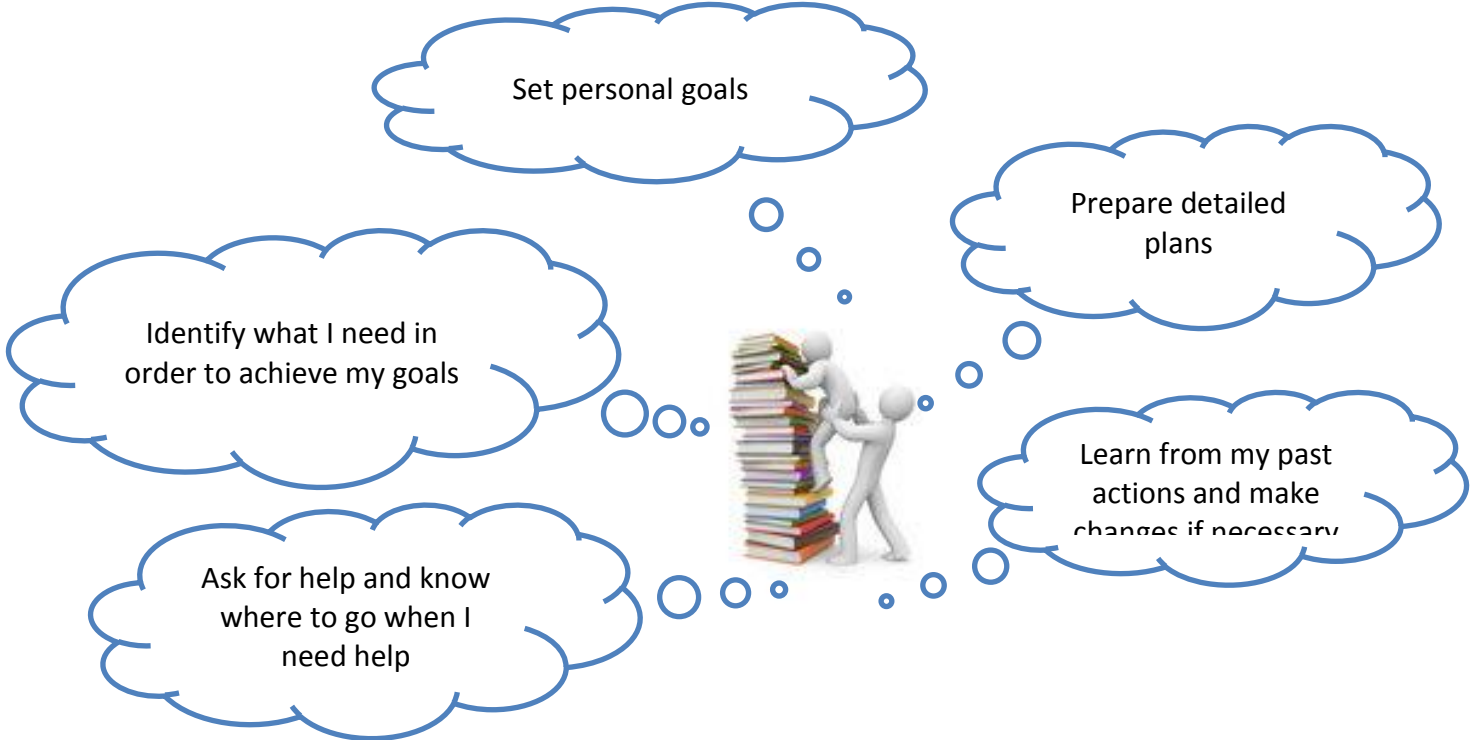 Set personal goals
Prepare detailed
plans
Identify what I need in
order to achieve my goals
Learn from my past
actions and make
changes if necessary
Ask for help and know
where to go when I
need help